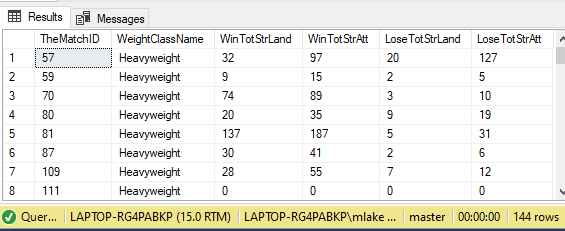 Results Messages
TheMatchID WeightClassName WinTotStrLand WinTotStrAtt LoseTotStrLand LoseTotStrAtt
1 57 Heavyweight 32 97 20 127
2 59 Heavyweight 9 15 2 5
3 70 Heavyweight 74 89 3 10
4 80 Heavyweight 20 35 9 19
5 81 Heavyweight 137 187 5 31
6 87 Heavyweight 30 41 2 6
7 109 Heavyweight 28 55 7 12
8 111 Heavyweight 0 0 0 0
Quer... LAPTOP-RG4PABKP (15.0 RTM) LAPTOP-RG4PABKP\mlake ... master 00:00:00 144 rows